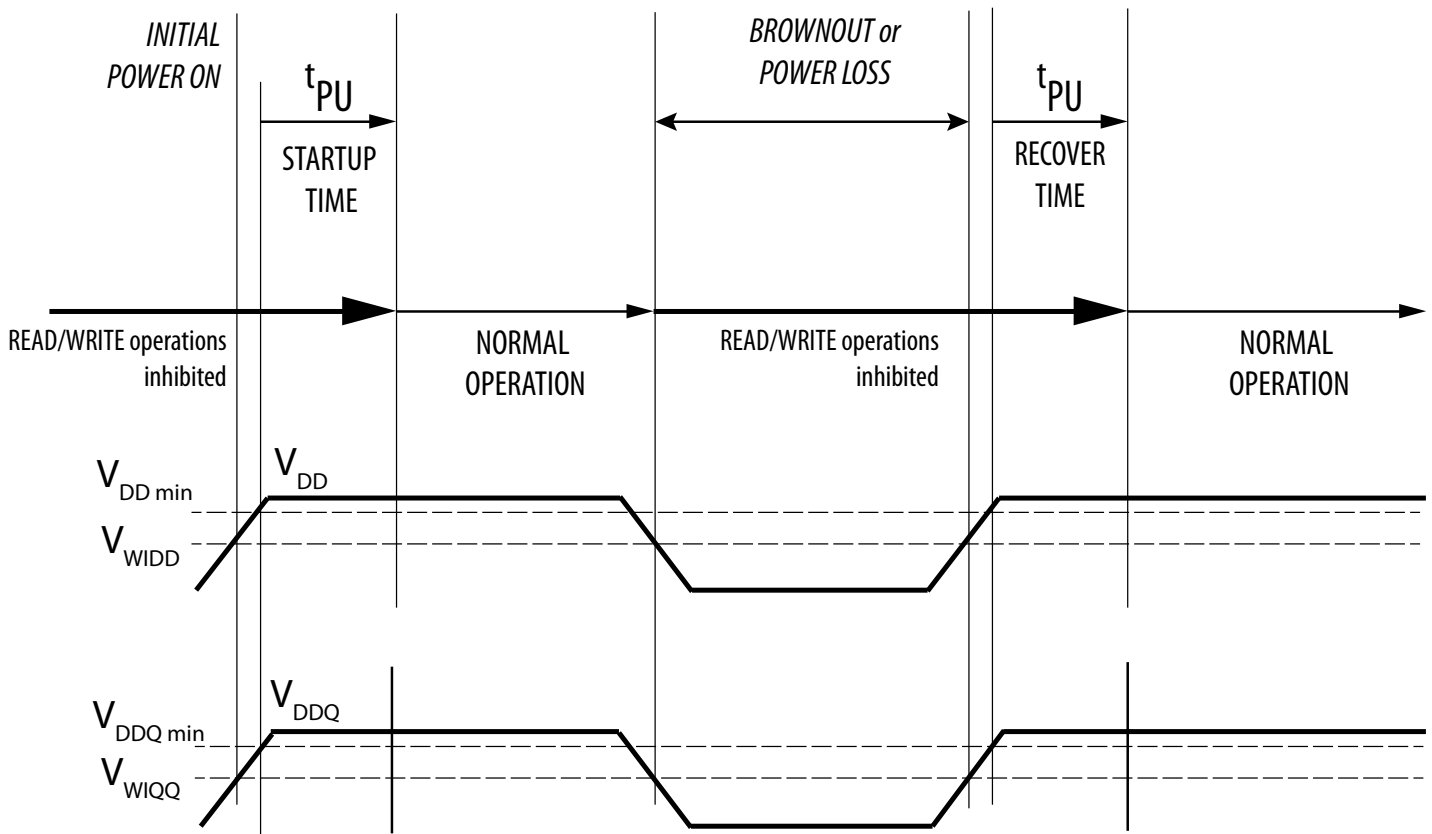 INITIAL
POWER ON
tPU
STARTUP
TIME
BROWNOUT or
POWER LOSS
tPU
RECOVER
TIME
READ/WRITE operations
inhibited
NORMAL
OPERATION
READ/WRITE operations
inhibited
NORMAL
OPERATION
VDD min
VDD
VWIDD
VDDQ min
VDDQ
VWIQQ